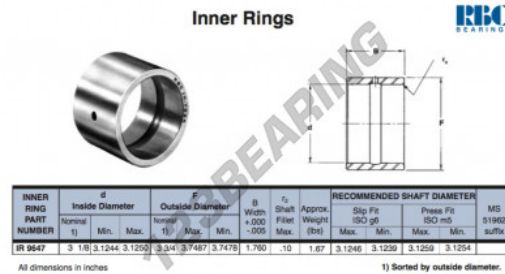 Inner Rings
RBC
BEARINGS
123BEARING
B
rₛ
d
F
INNER RING PART NUMBER
d Inside Diameter
F Outside Diameter
B Width +.000 -.005
rₛ Shaft Fillet Max.
Approx. Weight (lbs)
RECOMMENDED SHAFT DIAMETER
MS 51962 suffix
Nominal 1) Min. Max.
Nominal 1) Max. Min.
Slip Fit ISO g6
Press Fit ISO m5
Max. Min. Max. Min.
IR 9647 3 1/8 3.1244 3.1250 3 3/4 3.7487 3.7478 1.760 .10 1.67 3.1246 3.1239 3.1259 3.1254
All dimensions in inches
1) Sorted by outside diameter.